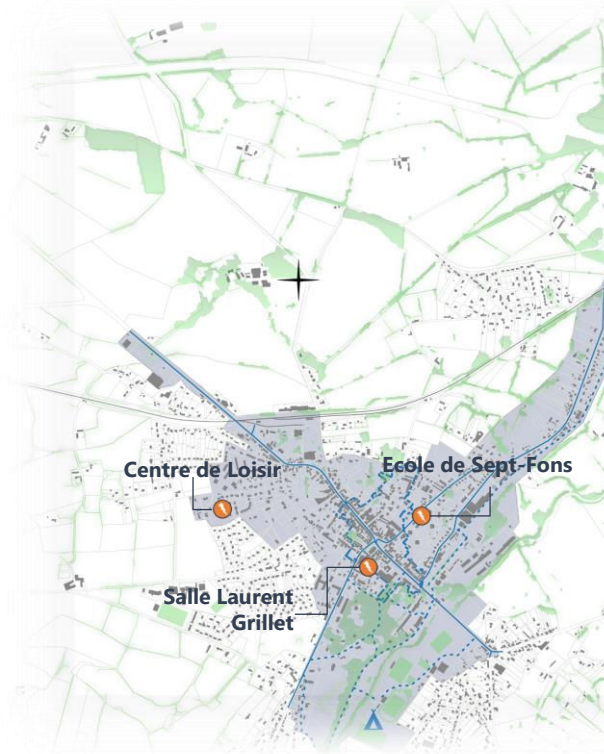 Centre de Loisir
Ecole de Sept-Fons
Salle Laurent
Grillet